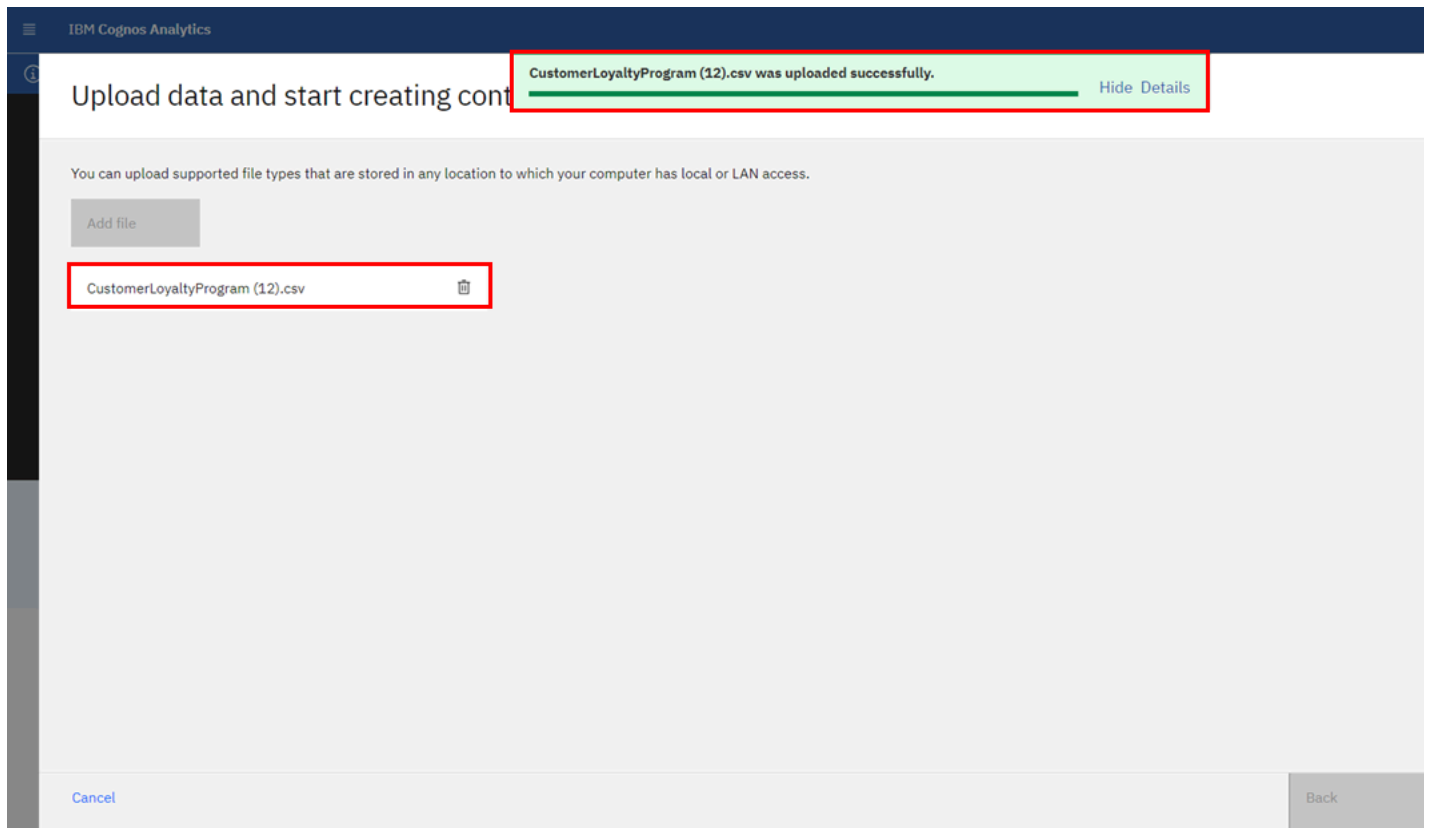 IBM Cognos Analytics
CustomerLoyaltyProgram (12).csv was uploaded successfully.
Hide Details
Upload data and start creating cont
You can upload supported file types that are stored in any location to which your computer has local or LAN access.
Add file
CustomerLoyaltyProgram (12).csv
Cancel
Back